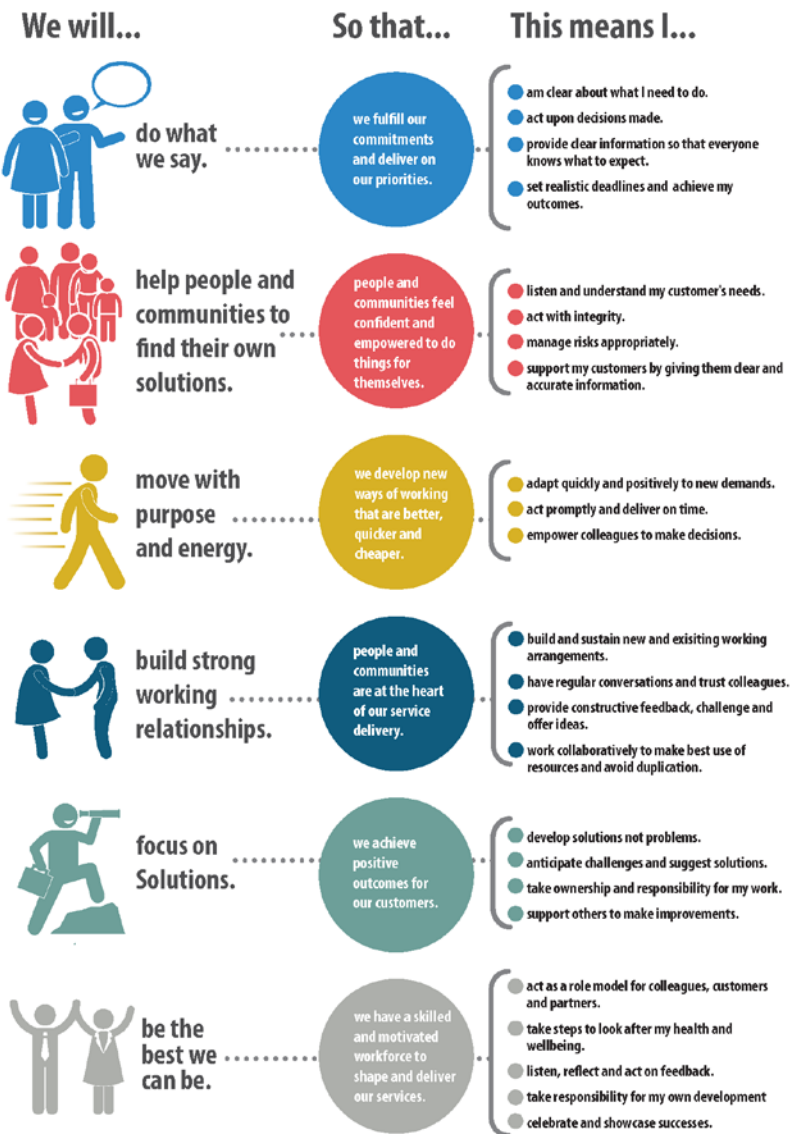 We will...
So that...
This means I...
do what
we say.
we fulfill our
commitments
and deliver on
our priorities.
am clear about what I need to do.
act upon decisions made.
provide clear information so that everyone
knows what to expect.
set realistic deadlines and achieve my
outcomes.
help people and
communities to
find their own
solutions.
people and
communities feel
confident and
empowered to do
things for
themselves.
listen and understand my customer's needs.
act with integrity.
manage risks appropriately.
support my customers by giving them clear and
accurate information.
move with
purpose
and energy.
we develop new
ways of working
that are better,
quicker and
cheaper.
adapt quickly and positively to new demands.
act promptly and deliver on time.
empower colleagues to make decisions.
build strong
working
relationships.
people and
communities
are at the heart
of our service
delivery.
build and sustain new and exisiting working
arrangements.
have regular conversations and trust colleagues.
provide constructive feedback, challenge and
offer ideas.
work collaboratively to make best use of
resources and avoid duplication.
focus on
Solutions.
we achieve
positive
outcomes for
our customers.
develop solutions not problems.
anticipate challenges and suggest solutions.
take ownership and responsibility for my work.
support others to make improvements.
be the
best we
can be.
we have a skilled
and motivated
workforce to
shape and deliver
our services.
act as a role model for colleagues, customers
and partners.
take steps to look after my health and
wellbeing.
listen, reflect and act on feedback.
take responsibility for my own development
celebrate and showcase successes.